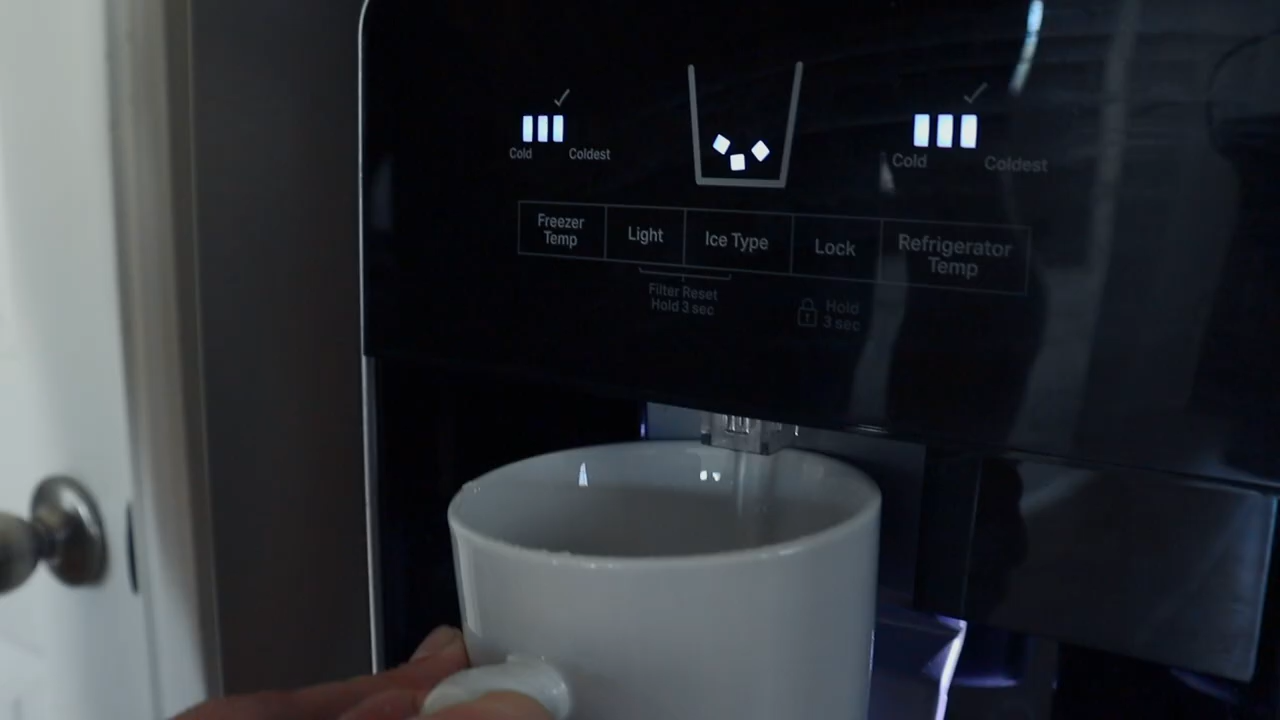 Cold Coldest
Cold Coldest
Freezer
Temp
Light
Ice Type
Lock
Refrigerator
Temp
Filter Reset
Hold 3 sec
Hold
3 sec